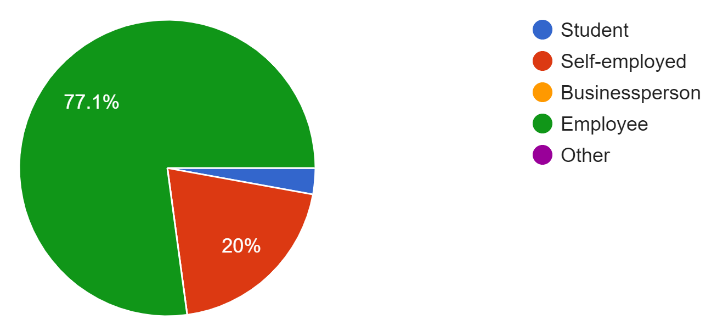 Student
Self-employed
Businessperson
Employee
Other
77.1%
20%